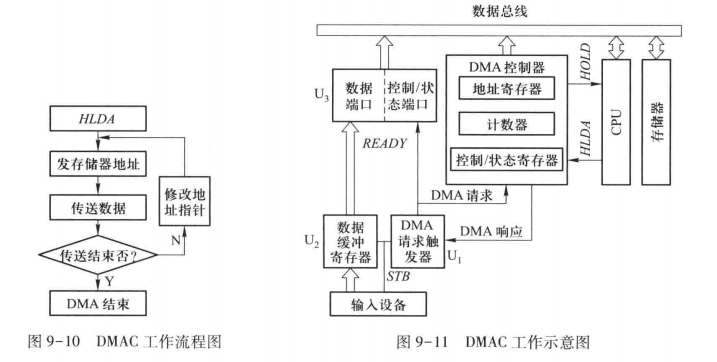 HLDA
发存储器地址
传送数据
修改地
址指针
传送结束否?
N
Y
DMA 结束
图 9-10 DMAC 工作流程图
数据总线
数据
端口
控制/状
态端口
U3
READY
DMA 控制器
地址寄存器
计数器
控制/状态寄存器
HOLD
HLDA
CPU
存储器
DMA 请求
DMA 响应
数据
缓冲
寄存器
U2
DMA
请求触
发器
U1
STB
输入设备
图 9-11 DMAC 工作示意图